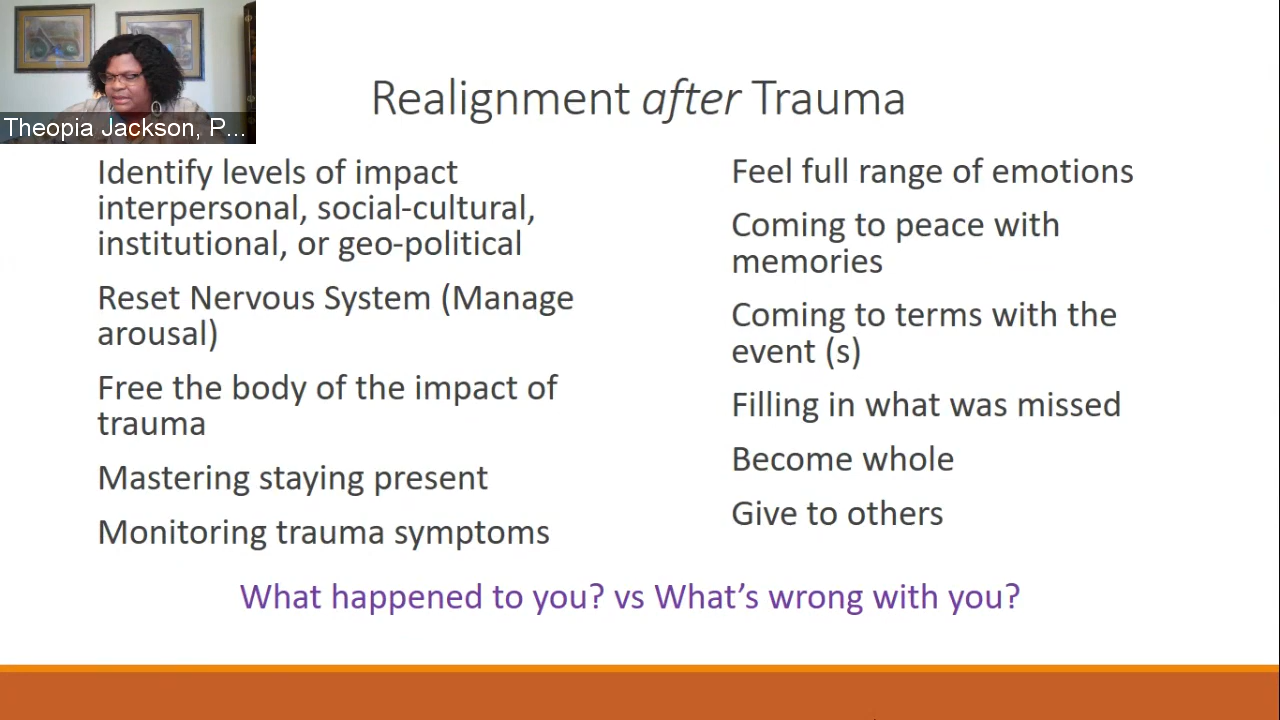 Theopia Jackson, P...
Realignment after Trauma
Identify levels of impact
interpersonal, social-cultural,
institutional, or geo-political
Reset Nervous System (Manage
arousal)
Free the body of the impact of
trauma
Mastering staying present
Monitoring trauma symptoms
Feel full range of emotions
Coming to peace with
memories
Coming to terms with the
event (s)
Filling in what was missed
Become whole
Give to others
What happened to you? vs What’s wrong with you?